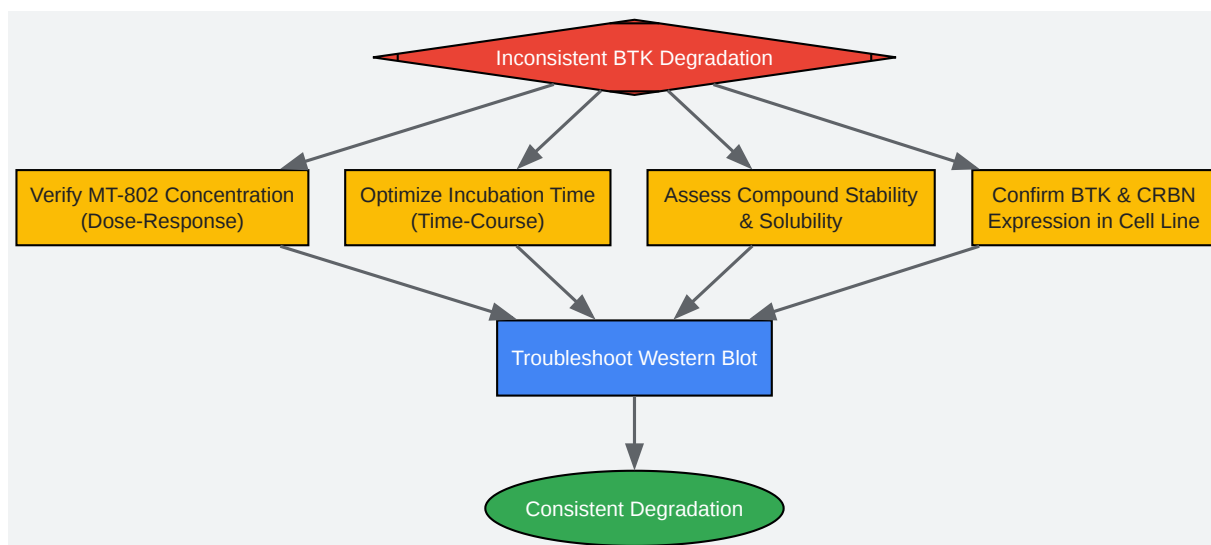 Inconsistent BTK Degradation
Verify MT-802 Concentration
(Dose-Response)
Optimize Incubation Time
(Time-Course)
Assess Compound Stability
& Solubility
Confirm BTK & CRBN
Expression in Cell Line
Troubleshoot Western Blot
Consistent Degradation